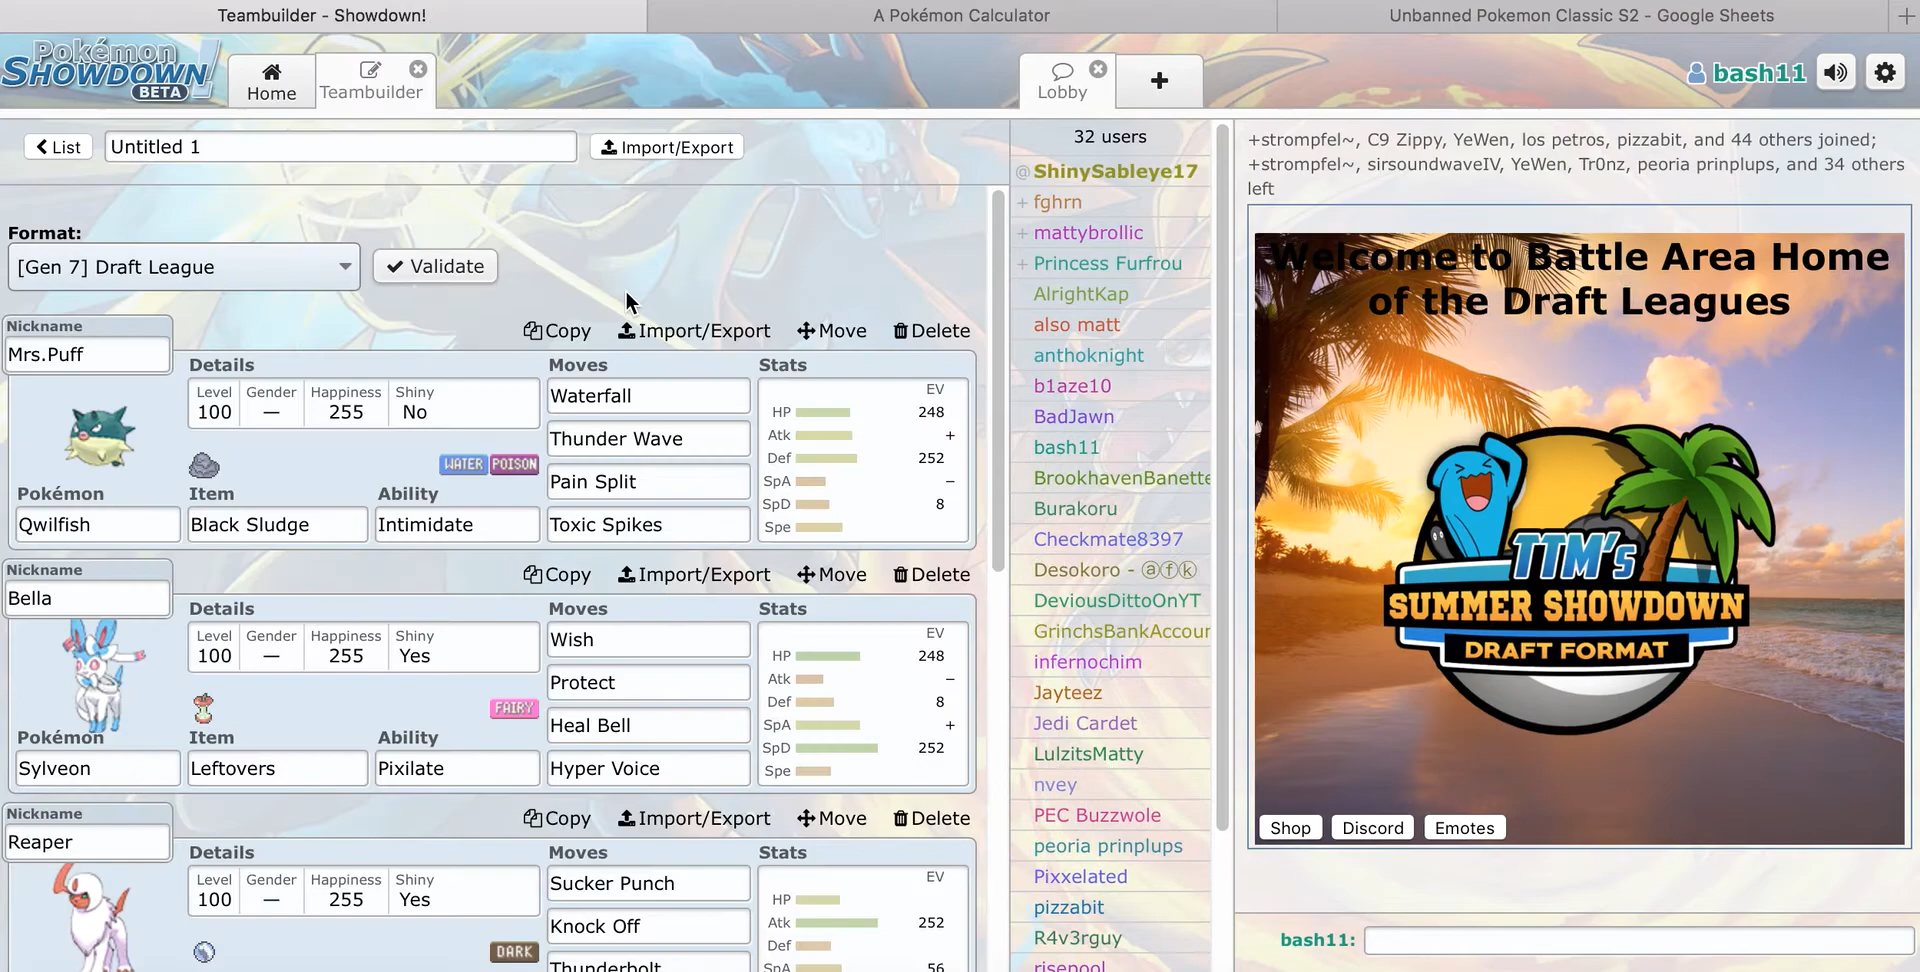 Teambuilder - Showdown!
A Pokémon Calculator
Unbanned Pokemon Classic S2 - Google Sheets
Pokémon
SHOWDOWN!
BETA
Home
Teambuilder
Lobby
bash11
List
Untitled 1
Import/Export
Format:
[Gen 7] Draft League
Validate
Copy
Import/Export
Move
Delete
Nickname
Mrs.Puff
Details
Level
100
Gender
—
Happiness
255
Shiny
No
WATER
POISON
Pokémon
Qwilfish
Item
Black Sludge
Ability
Intimidate
Moves
Waterfall
Thunder Wave
Pain Split
Toxic Spikes
Stats
EV
HP 248
Atk +
Def 252
SpA −
SpD 8
Spe
Copy
Import/Export
Move
Delete
Nickname
Bella
Details
Level
100
Gender
—
Happiness
255
Shiny
Yes
FAIRY
Pokémon
Sylveon
Item
Leftovers
Ability
Pixilate
Moves
Wish
Protect
Heal Bell
Hyper Voice
Stats
EV
HP 248
Atk −
Def 8
SpA +
SpD 252
Spe
Copy
Import/Export
Move
Delete
Nickname
Reaper
Details
Level
100
Gender
—
Happiness
255
Shiny
Yes
DARK
Moves
Sucker Punch
Knock Off
Thunderbolt
Stats
EV
HP
Atk 252
Def
SpA 56
32 users
@ShinySableye17
+fghrn
+mattybrollic
+Princess Furfrou
AlrightKap
also matt
anthoknight
b1aze10
BadJawn
bash11
BrookhavenBanette
Burakoru
Checkmate8397
Desokoro - ⓐⓕⓚ
DeviousDittoOnYT
GrinchsBankAccour
infernochim
Jayteez
Jedi Cardet
LulzitsMatty
nvey
PEC Buzzwole
peoria prinplups
Pixxelated
pizzabit
R4v3rguy
risepool
+strompfel~, C9 Zippy, YeWen, los petros, pizzabit, and 44 others joined;
+strompfel~, sirsoundwaveIV, YeWen, Tr0nz, peoria prinplups, and 34 others
left
Welcome to Battle Area Home
of the Draft Leagues
TTM's
SUMMER SHOWDOWN
DRAFT FORMAT
Shop
Discord
Emotes
bash11: